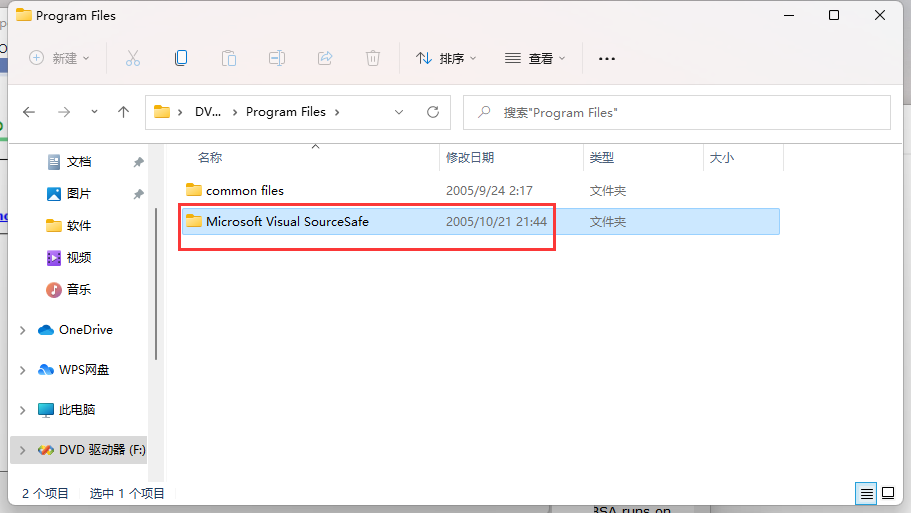 Program Files
新建
排序
查看
DV...
Program Files
搜索"Program Files"
名称
修改日期
类型
大小
文档
图片
软件
视频
音乐
OneDrive
WPS网盘
此电脑
DVD 驱动器 (F:)
common files
2005/9/24 2:17
文件夹
Microsoft Visual SourceSafe
2005/10/21 21:44
文件夹
2 个项目
选中 1 个项目
BSA runs on